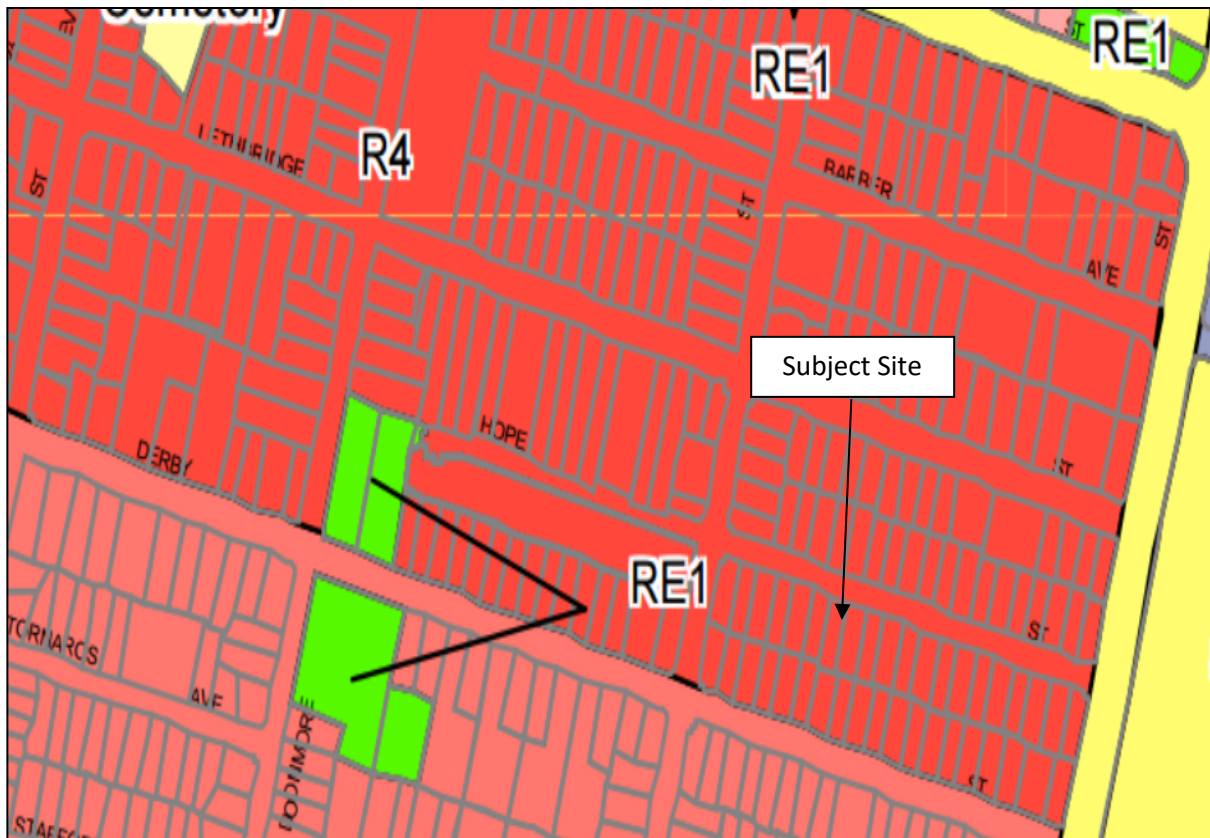 Cemetery
RE1
RE1
R4
LETHBRIDGE
BARBER
ST
ST
ST
AVE
Subject Site
HOPE
DERBY
ST
RE1
ST
TORNAROS
AVE
DOONMORE
ST